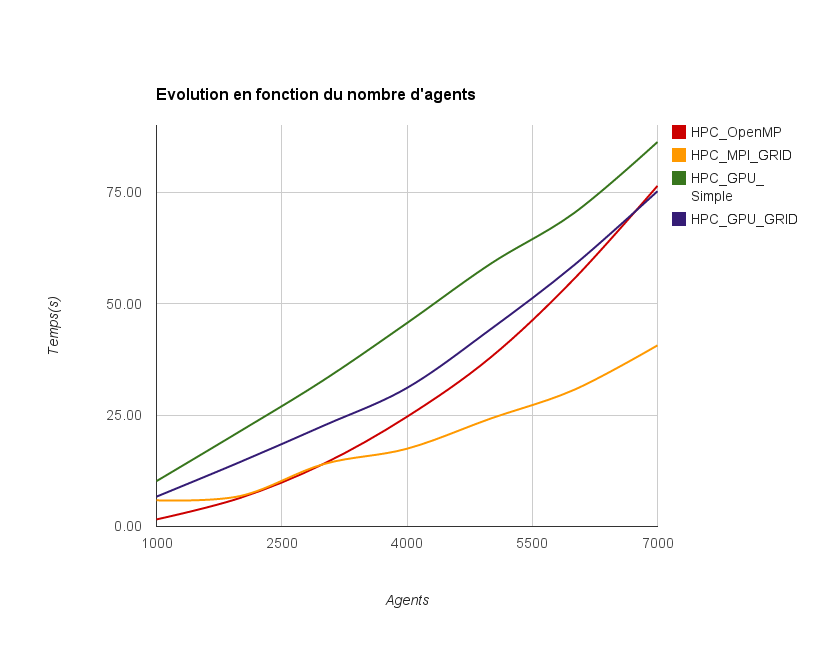 Evolution en fonction du nombre d'agents
HPC_OpenMP
HPC_MPI_GRID
HPC_GPU_
Simple
HPC_GPU_GRID
75.00
50.00
25.00
0.00
Temps(s)
1000
2500
4000
5500
7000
Agents